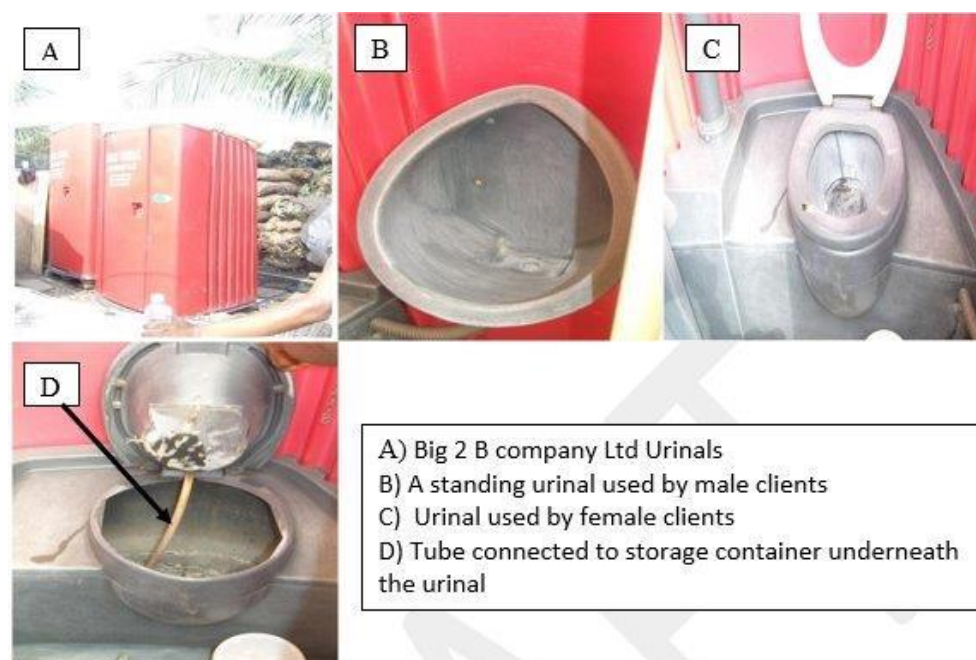 A
B
C
D
A) Big 2 B company Ltd Urinals
B) A standing urinal used by male clients
C) Urinal used by female clients
D) Tube connected to storage container underneath
the urinal